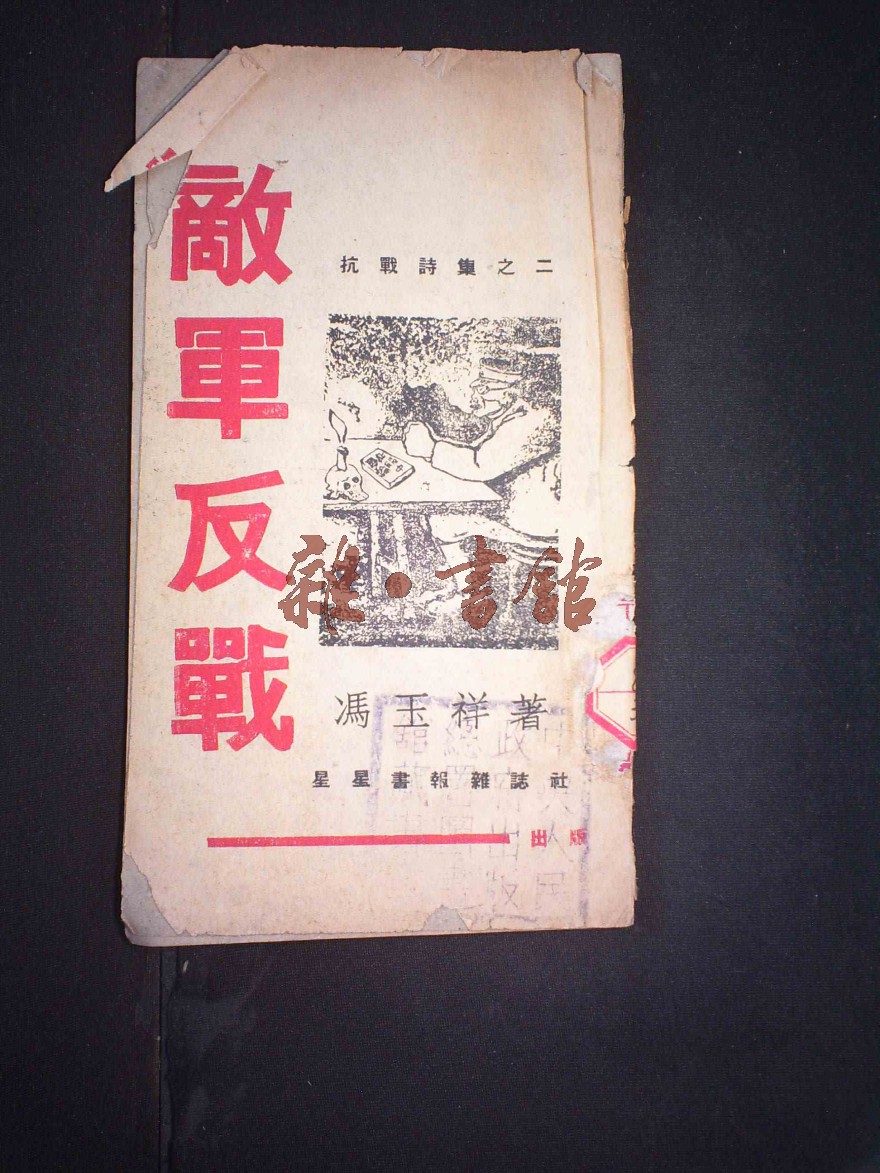 敵軍反戰
抗戰詩集之二
馮玉祥著
星星書報雜誌社
出版
雜·書館